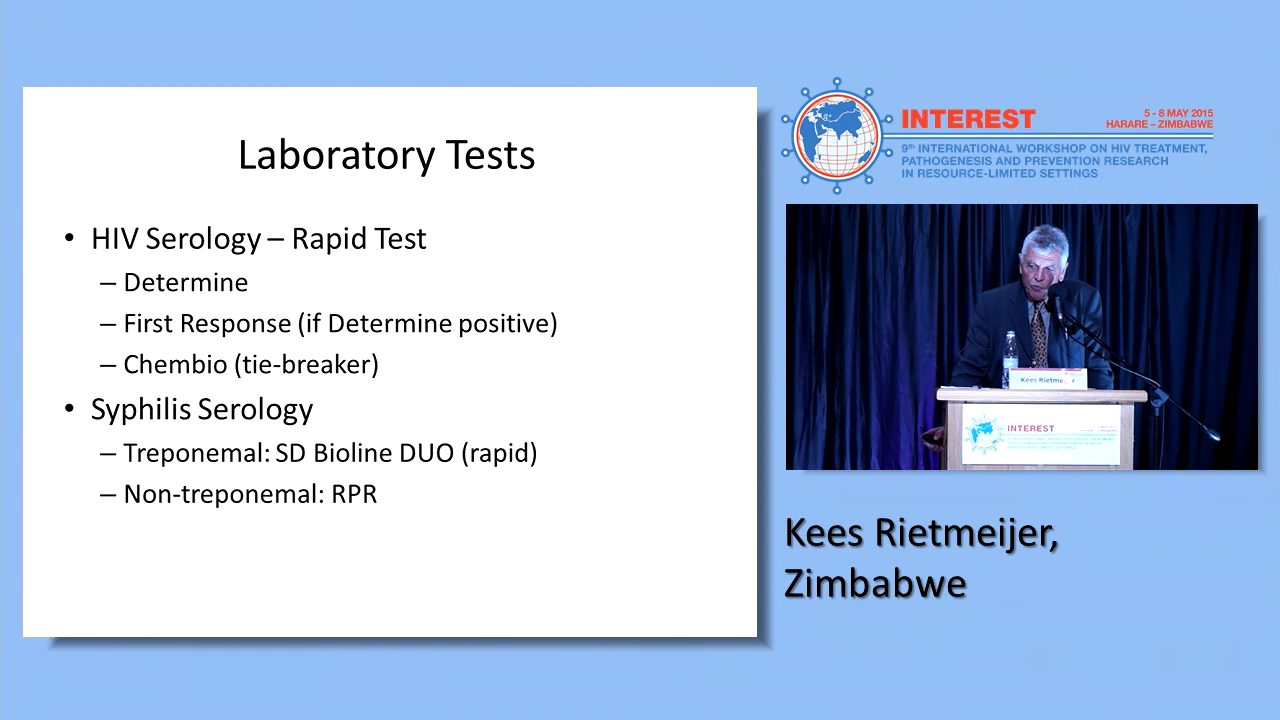 Laboratory Tests
• HIV Serology – Rapid Test
– Determine
– First Response (if Determine positive)
– Chembio (tie-breaker)
• Syphilis Serology
– Treponemal: SD Bioline DUO (rapid)
– Non-treponemal: RPR
INTEREST
5 - 8 MAY 2015
HARARE – ZIMBABWE
9th INTERNATIONAL WORKSHOP ON HIV TREATMENT,
PATHOGENESIS AND PREVENTION RESEARCH
IN RESOURCE-LIMITED SETTINGS
Kees
INTEREST
Kees Rietmeijer,
Zimbabwe